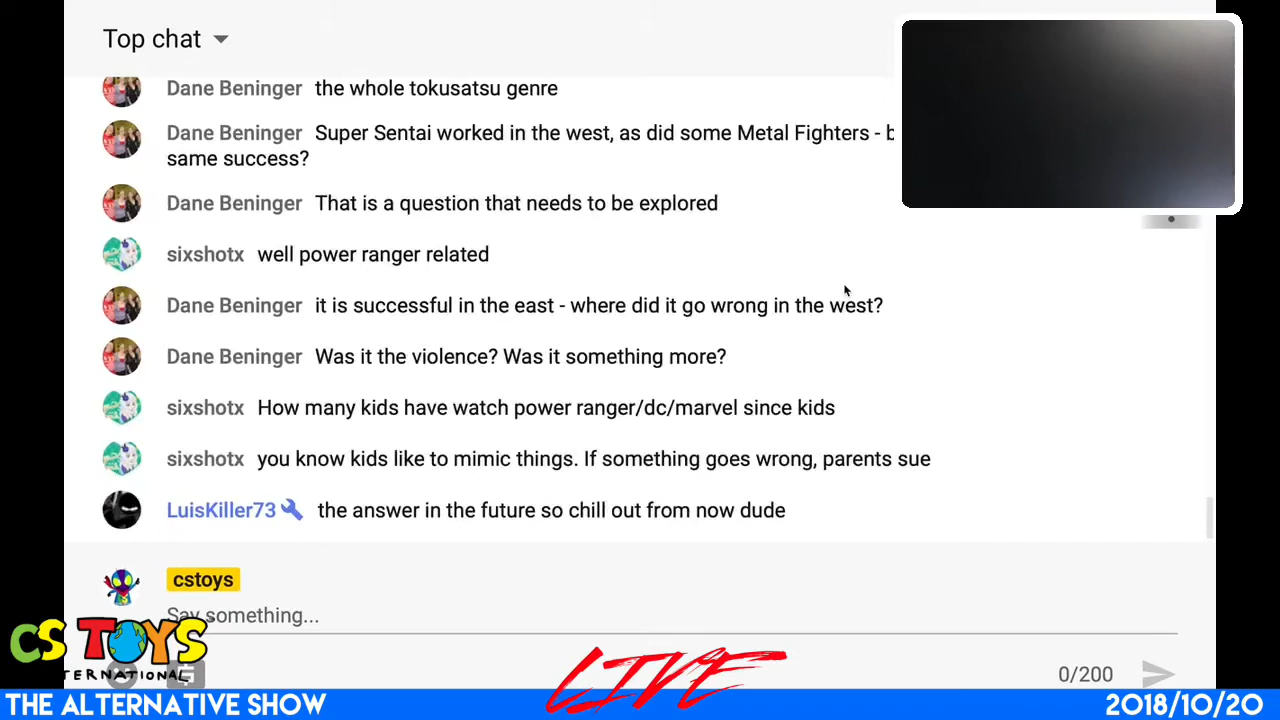 Top chat
Dane Beninger the whole tokusatsu genre
Dane Beninger Super Sentai worked in the west, as did some Metal Fighters - b
same success?
Dane Beninger That is a question that needs to be explored
sixshotx well power ranger related
Dane Beninger it is successful in the east - where did it go wrong in the west?
Dane Beninger Was it the violence? Was it something more?
sixshotx How many kids have watch power ranger/dc/marvel since kids
sixshotx you know kids like to mimic things. If something goes wrong, parents sue
LuisKiller73 the answer in the future so chill out from now dude
cstoys
Say something...
CS TOYS
TERNATIONAL
LIVE
0/200
THE ALTERNATIVE SHOW
2018/10/20